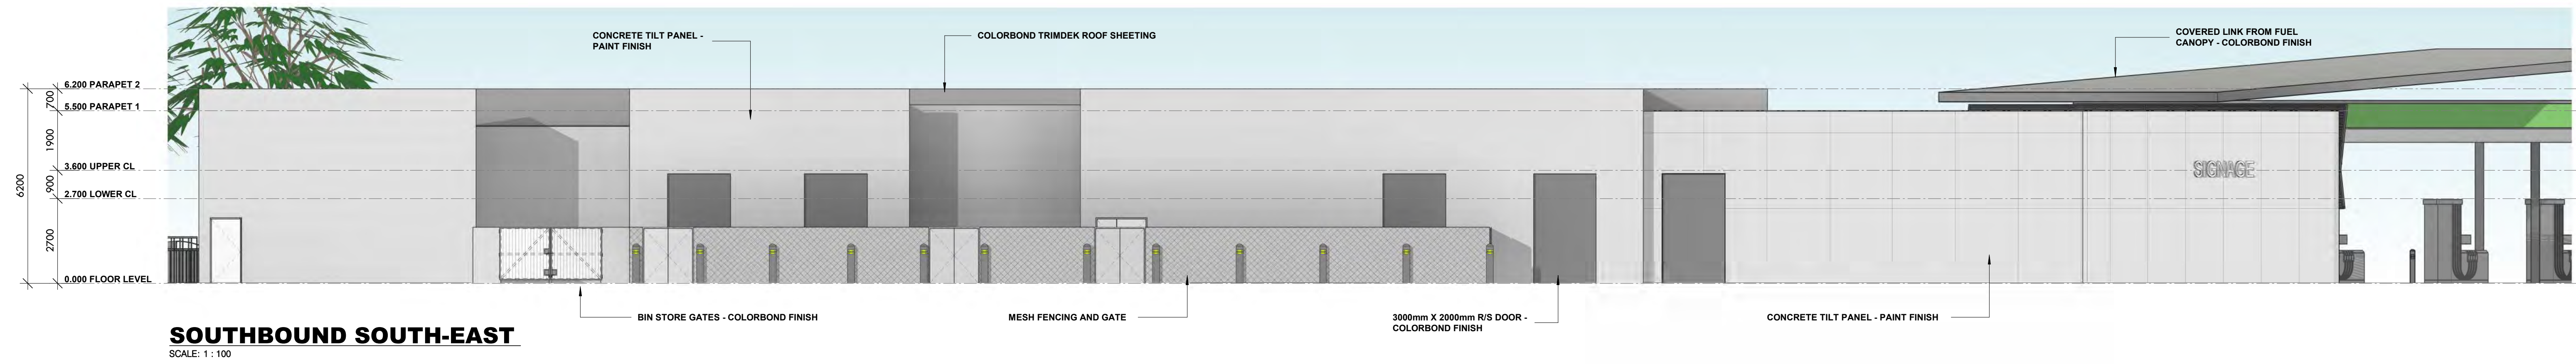 CONCRETE TILT PANEL -
PAINT FINISH
COLORBOND TRIMDEK ROOF SHEETING
COVERED LINK FROM FUEL
CANOPY - COLORBOND FINISH
6.200 PARAPET 2
700
5.500 PARAPET 1
1900
3.600 UPPER CL
900
2.700 LOWER CL
6200
2700
0.000 FLOOR LEVEL
SIGNAGE
BIN STORE GATES - COLORBOND FINISH
MESH FENCING AND GATE
3000mm X 2000mm R/S DOOR -
COLORBOND FINISH
CONCRETE TILT PANEL - PAINT FINISH
SOUTHBOUND SOUTH-EAST
SCALE: 1 : 100